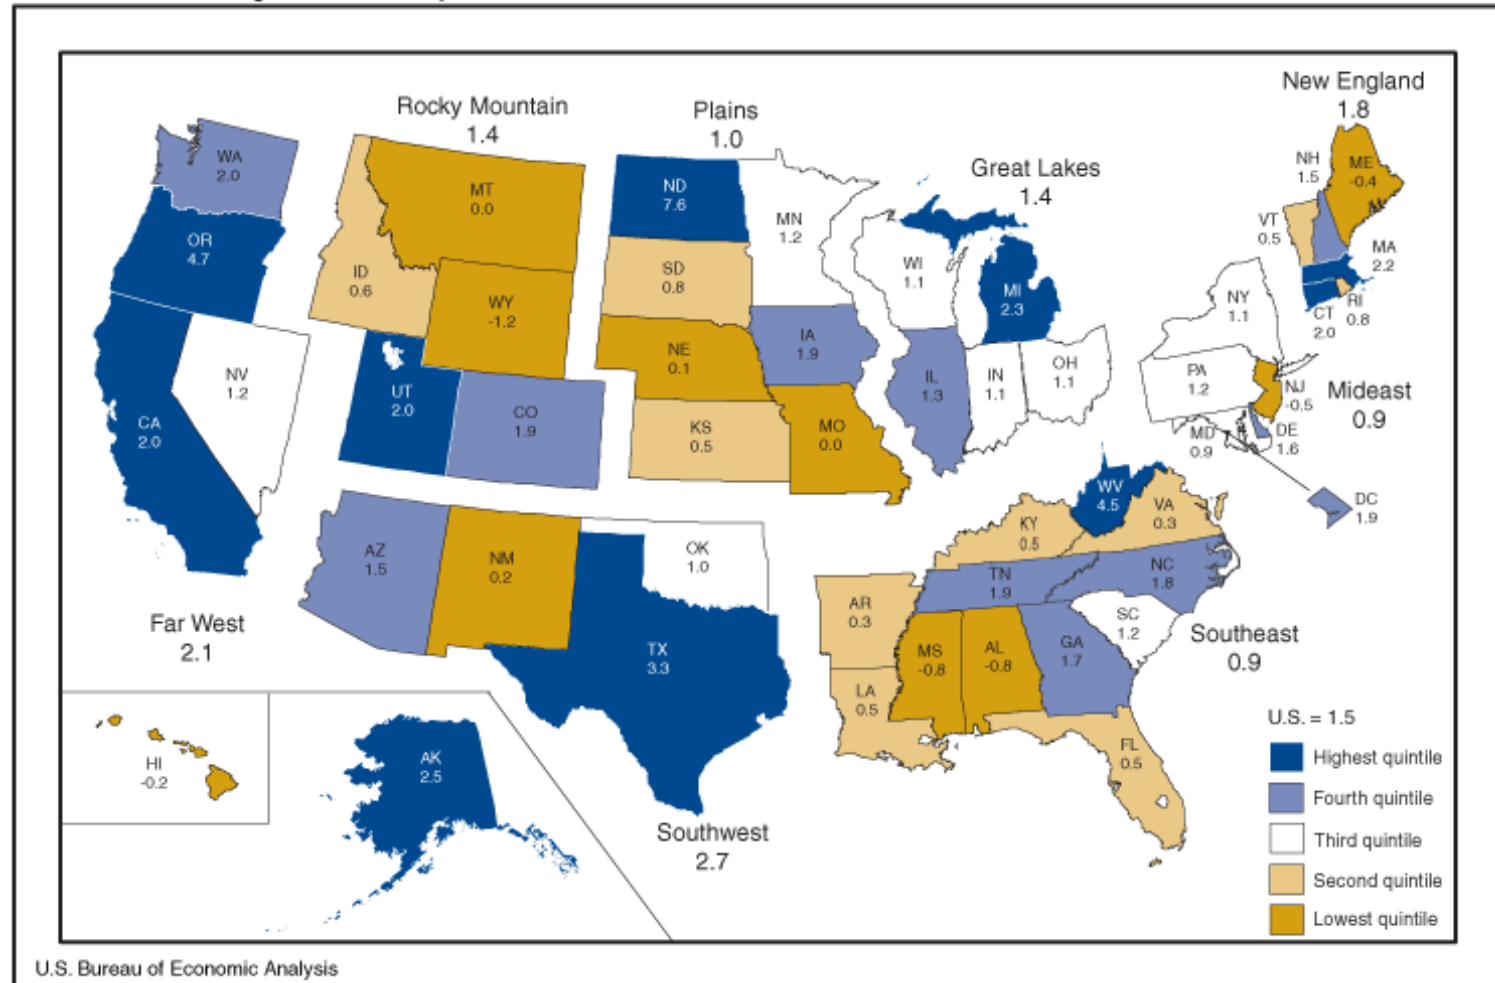 New England
1.8
Rocky Mountain
1.4
Plains
1.0
Great Lakes
1.4
WA
2.0
OR
4.7
CA
2.0
NV
1.2
ID
0.6
MT
0.0
WY
-1.2
UT
2.0
CO
1.9
ND
7.6
SD
0.8
NE
0.1
KS
0.5
MN
1.2
IA
1.9
MO
0.0
WI
1.1
MI
2.3
IL
1.3
IN
1.1
OH
1.1
NH
1.5
ME
-0.4
VT
0.5
MA
2.2
RI
0.8
CT
2.0
NY
1.1
PA
1.2
NJ
-0.5
Mideast
0.9
MD
0.9
DE
1.6
DC
1.9
AZ
1.5
NM
0.2
OK
1.0
TX
3.3
WV
4.5
VA
0.3
KY
0.5
TN
1.9
NC
1.8
AR
0.3
SC
1.2
MS
-0.8
AL
-0.8
GA
1.7
LA
0.5
FL
0.5
Southeast
0.9
Far West
2.1
HI
-0.2
AK
2.5
Southwest
2.7
U.S. = 1.5
Highest quintile
Fourth quintile
Third quintile
Second quintile
Lowest quintile
U.S. Bureau of Economic Analysis